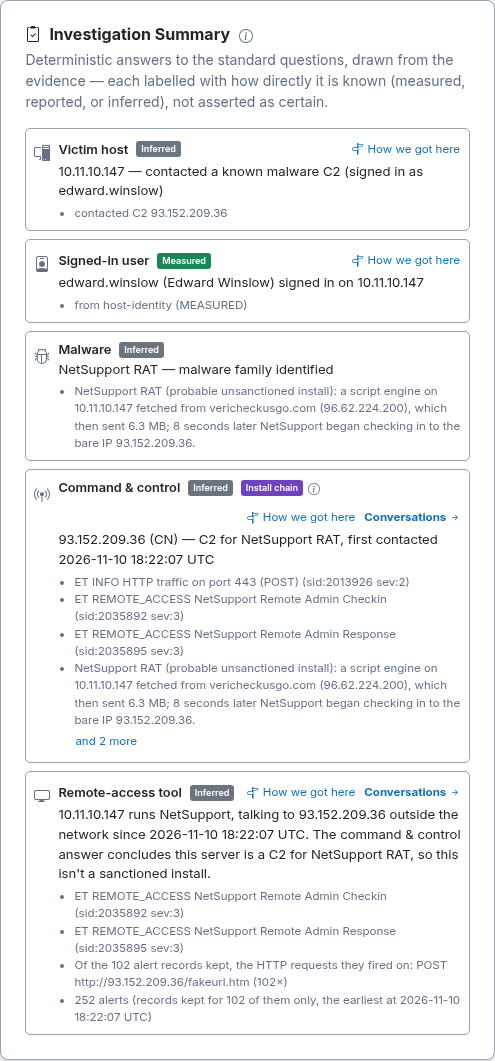 Investigation Summary
Deterministic answers to the standard questions, drawn from the
evidence — each labelled with how directly it is known (measured,
reported, or inferred), not asserted as certain.
Victim host Inferred How we got here
10.11.10.147 — contacted a known malware C2 (signed in as
edward.winslow)
• contacted C2 93.152.209.36
Signed-in user Measured How we got here
edward.winslow (Edward Winslow) signed in on 10.11.10.147
• from host-identity (MEASURED)
Malware Inferred
NetSupport RAT — malware family identified
• NetSupport RAT (probable unsanctioned install): a script engine on
10.11.10.147 fetched from vericheckusgo.com (96.62.224.200), which
then sent 6.3 MB; 8 seconds later NetSupport began checking in to the
bare IP 93.152.209.36.
Command & control Inferred Install chain
How we got here Conversations →
93.152.209.36 (CN) — C2 for NetSupport RAT, first contacted
2026-11-10 18:22:07 UTC
• ET INFO HTTP traffic on port 443 (POST) (sid:2013926 sev:2)
• ET REMOTE_ACCESS NetSupport Remote Admin Checkin
(sid:2035892 sev:3)
• ET REMOTE_ACCESS NetSupport Remote Admin Response
(sid:2035895 sev:3)
• NetSupport RAT (probable unsanctioned install): a script engine on
10.11.10.147 fetched from vericheckusgo.com (96.62.224.200), which
then sent 6.3 MB; 8 seconds later NetSupport began checking in to the
bare IP 93.152.209.36.
and 2 more
Remote-access tool Inferred How we got here Conversations →
10.11.10.147 runs NetSupport, talking to 93.152.209.36 outside the
network since 2026-11-10 18:22:07 UTC. The command & control
answer concludes this server is a C2 for NetSupport RAT, so this
isn't a sanctioned install.
• ET REMOTE_ACCESS NetSupport Remote Admin Checkin
(sid:2035892 sev:3)
• ET REMOTE_ACCESS NetSupport Remote Admin Response
(sid:2035895 sev:3)
• Of the 102 alert records kept, the HTTP requests they fired on: POST
http://93.152.209.36/fakeurl.htm (102×)
• 252 alerts (records kept for 102 of them only, the earliest at 2026-11-10
18:22:07 UTC)